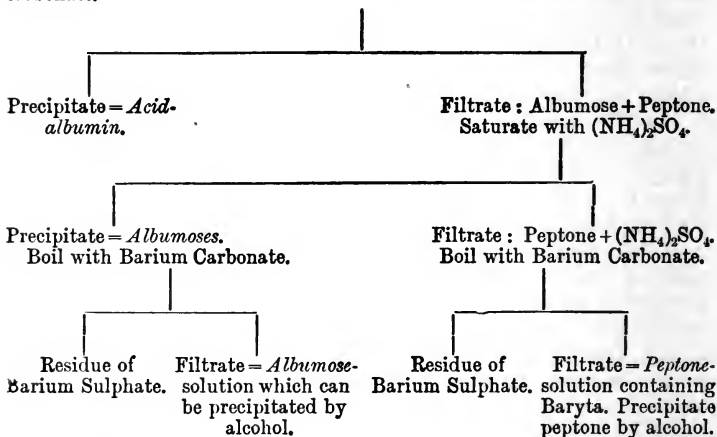 Precipitate = Acid-
albumin.
Filtrate : Albumose + Peptone.
Saturate with (NH₄)₂SO₄.
Precipitate = Albumoses.
Boil with Barium Carbonate.
Filtrate : Peptone + (NH₄)₂SO₄.
Boil with Barium Carbonate.
Residue of
Barium Sulphate.
Filtrate = Albumose-
solution which can
be precipitated by
alcohol.
Residue of
Barium Sulphate.
Filtrate = Peptone-
solution containing
Baryta. Precipitate
peptone by alcohol.